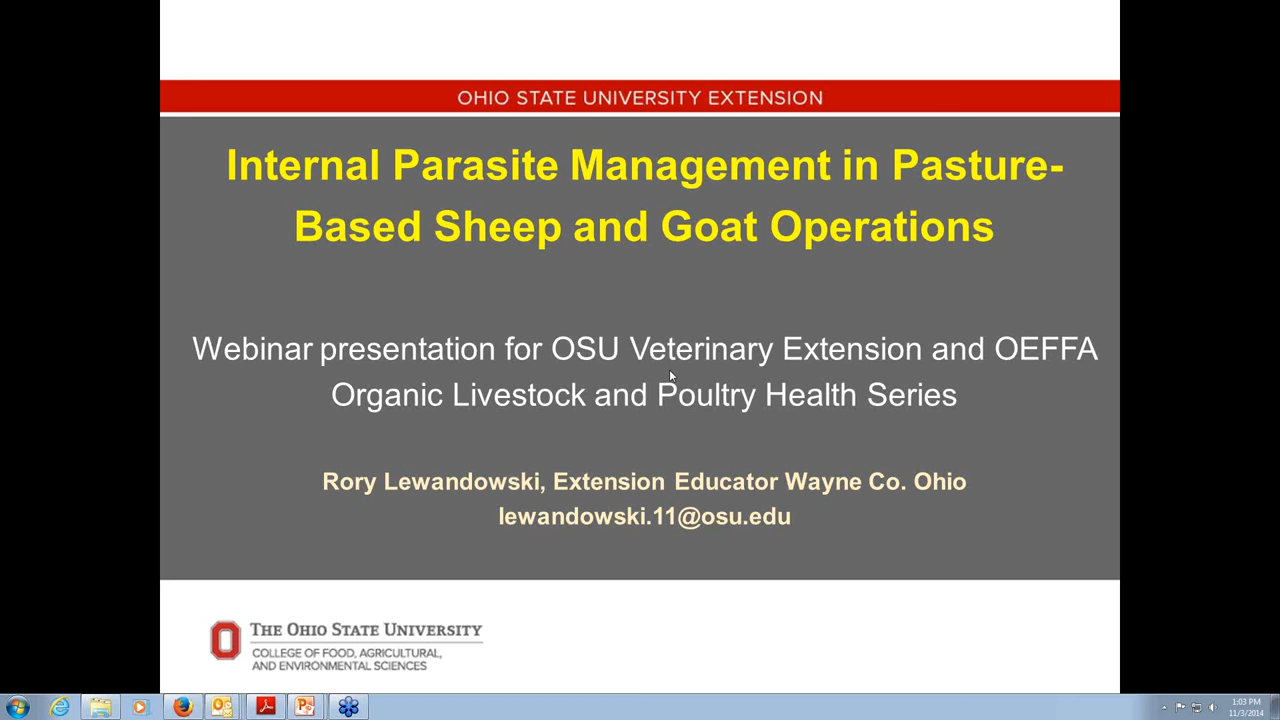 OHIO STATE UNIVERSITY EXTENSION
Internal Parasite Management in Pasture-
Based Sheep and Goat Operations
Webinar presentation for OSU Veterinary Extension and OEFFA
Organic Livestock and Poultry Health Series
Rory Lewandowski, Extension Educator Wayne Co. Ohio
lewandowski.11@osu.edu
THE OHIO STATE UNIVERSITY
COLLEGE OF FOOD, AGRICULTURAL,
AND ENVIRONMENTAL SCIENCES
1:03 PM
11/3/2014